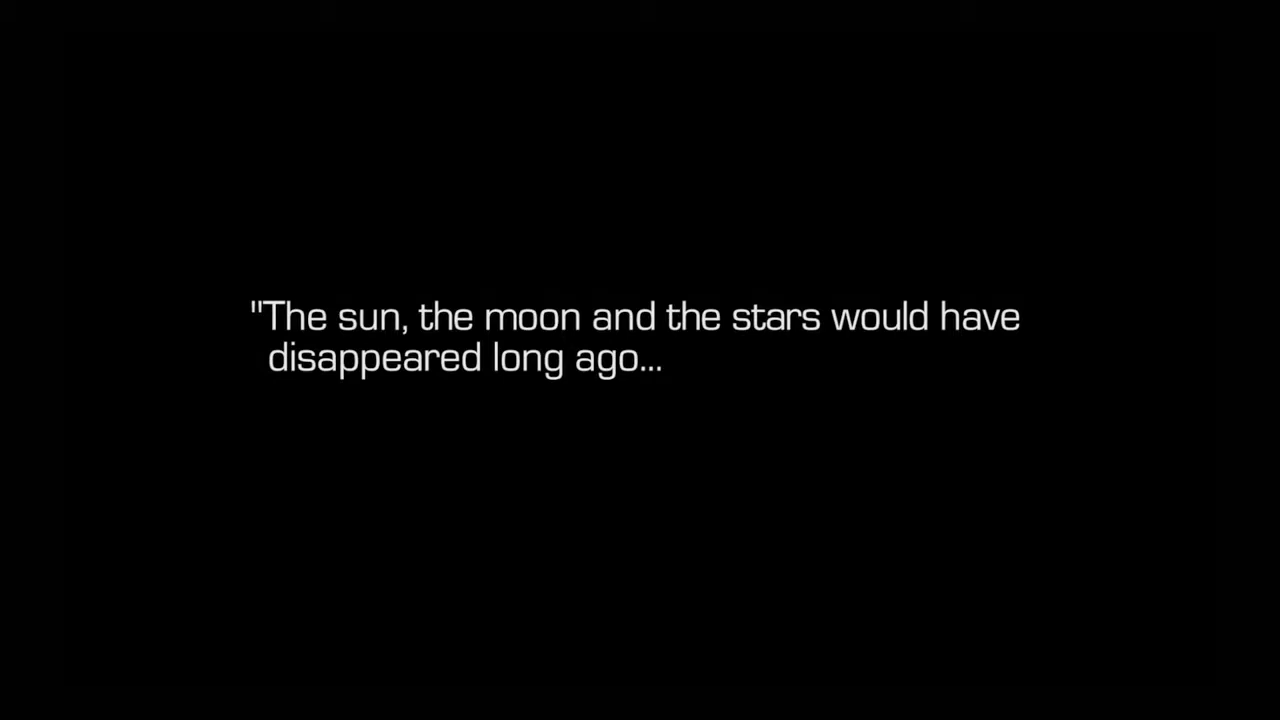 "The sun, the moon and the stars would have
disappeared long ago...